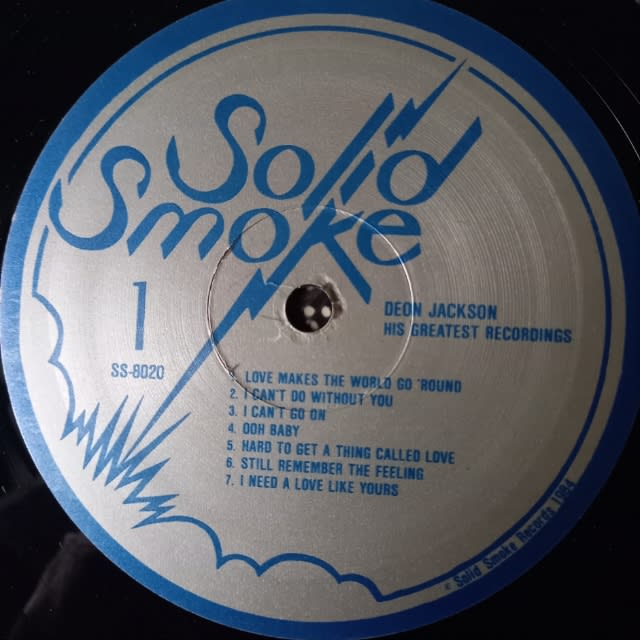 Solid
Smoke
1
SS-8020
DEON JACKSON
HIS GREATEST RECORDINGS
1. LOVE MAKES THE WORLD GO 'ROUND
2. I CAN'T DO WITHOUT YOU
3. I CAN'T GO ON
4. OOH BABY
5. HARD TO GET A THING CALLED LOVE
6. STILL REMEMBER THE FEELING
7. I NEED A LOVE LIKE YOURS
© Solid Smoke Records 1984